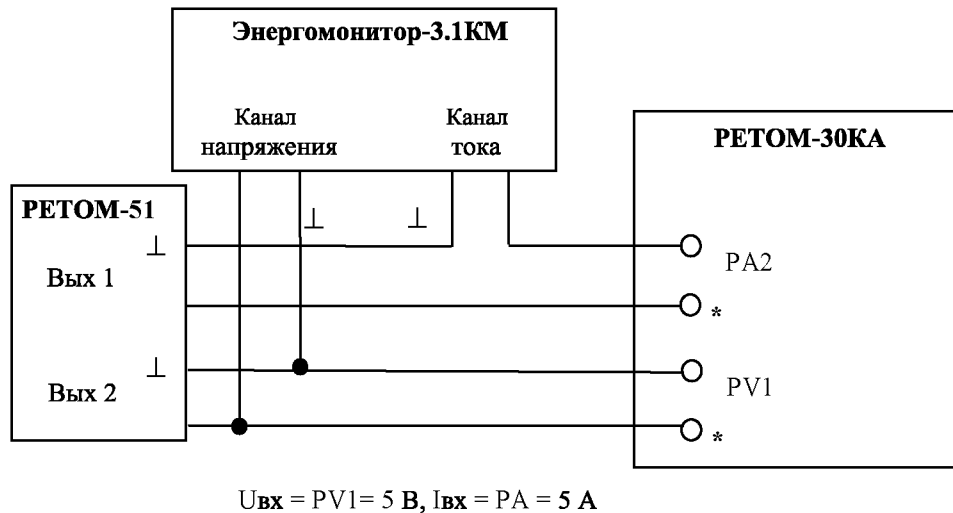 Энергомонитор-3.1КМ
Канал
напряжения
Канал
тока
РЕТОМ-30КА
РЕТОМ-51
⊥
⊥
⊥
Вых 1
PA2
*
⊥
Вых 2
PV1
*
Uвх = PV1= 5 В, Iвх = PA = 5 А